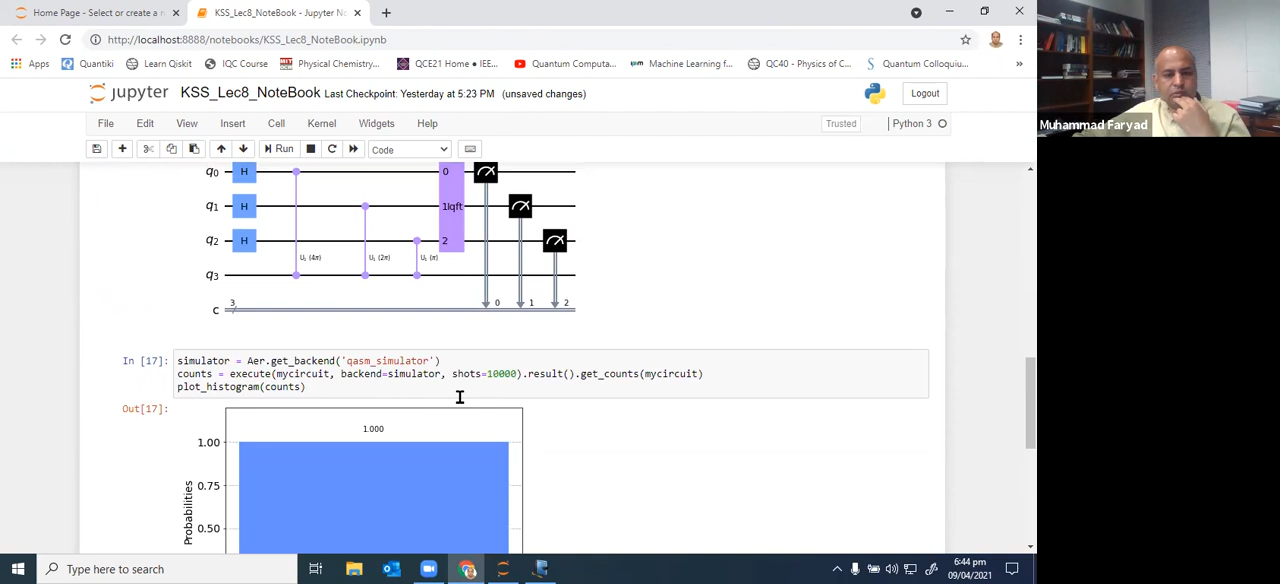 Home Page - Select or create a n
KSS_Lec8_NoteBook - Jupyter No
http://localhost:8888/notebooks/KSS_Lec8_NoteBook.ipynb
Apps
Quantiki
Learn Qiskit
IQC Course
Physical Chemistry...
QCE21 Home • IEE...
Quantum Computa...
Machine Learning f...
QC40 - Physics of C...
Quantum Colloquiu...
»
jupyter KSS_Lec8_NoteBook Last Checkpoint: Yesterday at 5:23 PM (unsaved changes)
Logout
File Edit View Insert Cell Kernel Widgets Help
Trusted
Python 3
Run
Code
q0 H 0
q1 H 1Iqft
q2 H 2
U1 (4π) U1 (2π) U1 (π)
q3
c 3 0 1 2
In [17]: simulator = Aer.get_backend('qasm_simulator')
counts = execute(mycircuit, backend=simulator, shots=10000).result().get_counts(mycircuit)
plot_histogram(counts)
Out[17]:
1.000
1.00
0.75
0.50
Probabilities
Muhammad Faryad
Type here to search
6:44 pm
09/04/2021